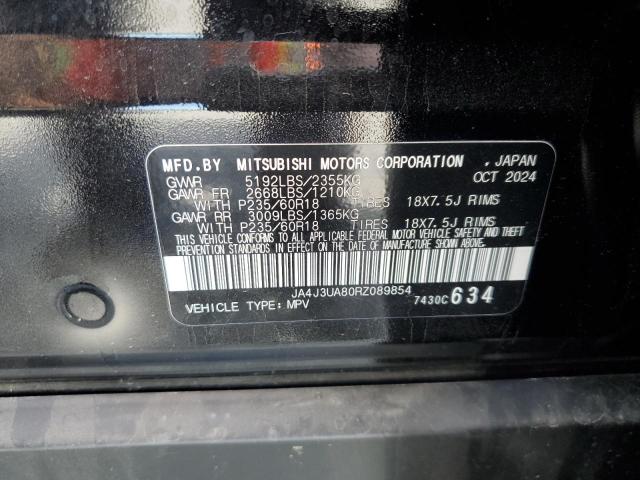 MFD.BY MITSUBISHI MOTORS CORPORATION , JAPAN
GVWR 5192LBS/2355KG OCT 2024
GAWR FR 2668LBS/1210KG
WITH P235/60R18 TIRES 18X7.5J RIMS
GAWR RR 3009LBS/1365KG
WITH P235/60R18 TIRES 18X7.5J RIMS
THIS VEHICLE CONFORMS TO ALL APPLICABLE FEDERAL MOTOR VEHICLE SAFETY AND THEFT
PREVENTION STANDARDS IN EFFECT ON THE DATE OF MANUFACTURE SHOWN ABOVE.
JA4J3UA80RZ089854
VEHICLE TYPE: MPV 7430C 634